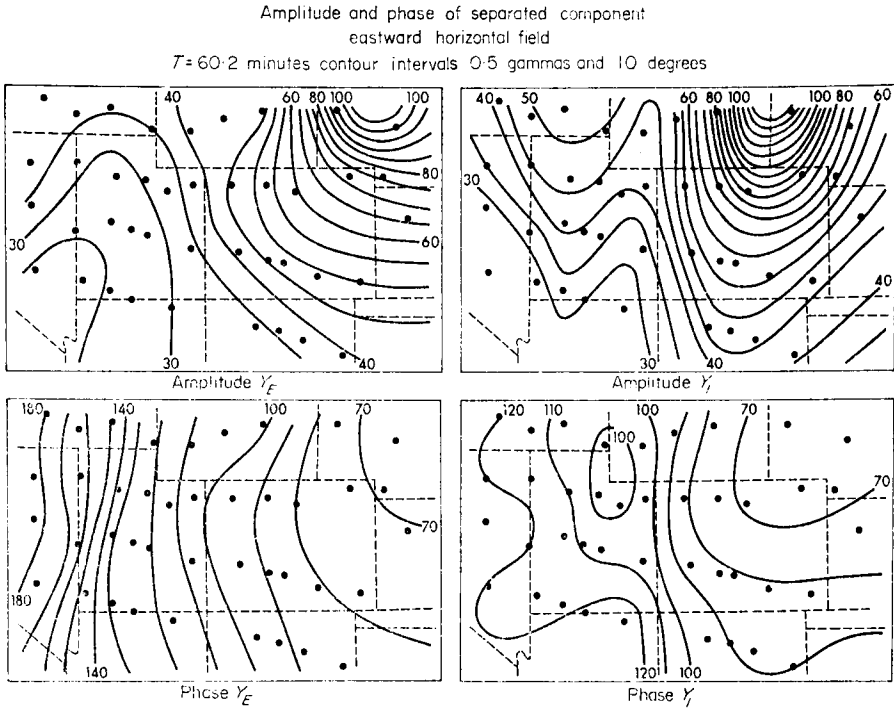 Amplitude and phase of separated component
eastward horizontal field
T= 60·2 minutes contour intervals 0·5 gammas and 10 degrees
40 60 80 100 100
80
30
60
30 40
Amplitude Y_E
40 50 60 80 100 100 80 60
30
40
30 40
Amplitude Y_I
180 140 100 70
70
180
140
Phase Y_E
120 110 100 70
100
70
120 100
Phase Y_I